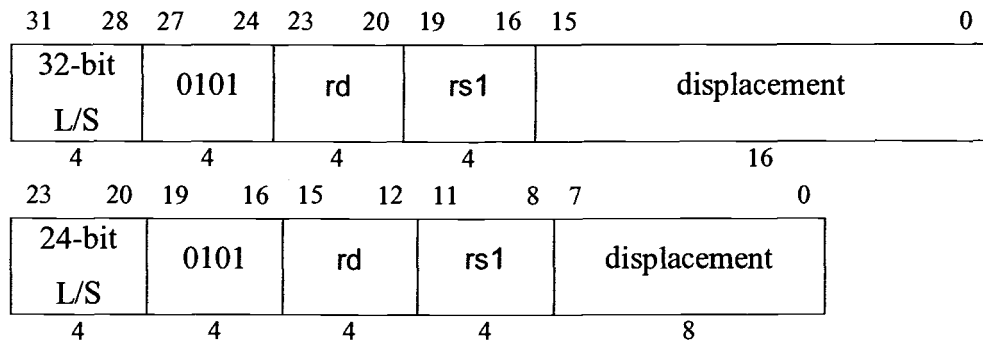 31 28 27 24 23 20 19 16 15 0
32-bit L/S 0101 rd rs1 displacement
4 4 4 4 16
23 20 19 16 15 12 11 8 7 0
24-bit L/S 0101 rd rs1 displacement
4 4 4 4 8